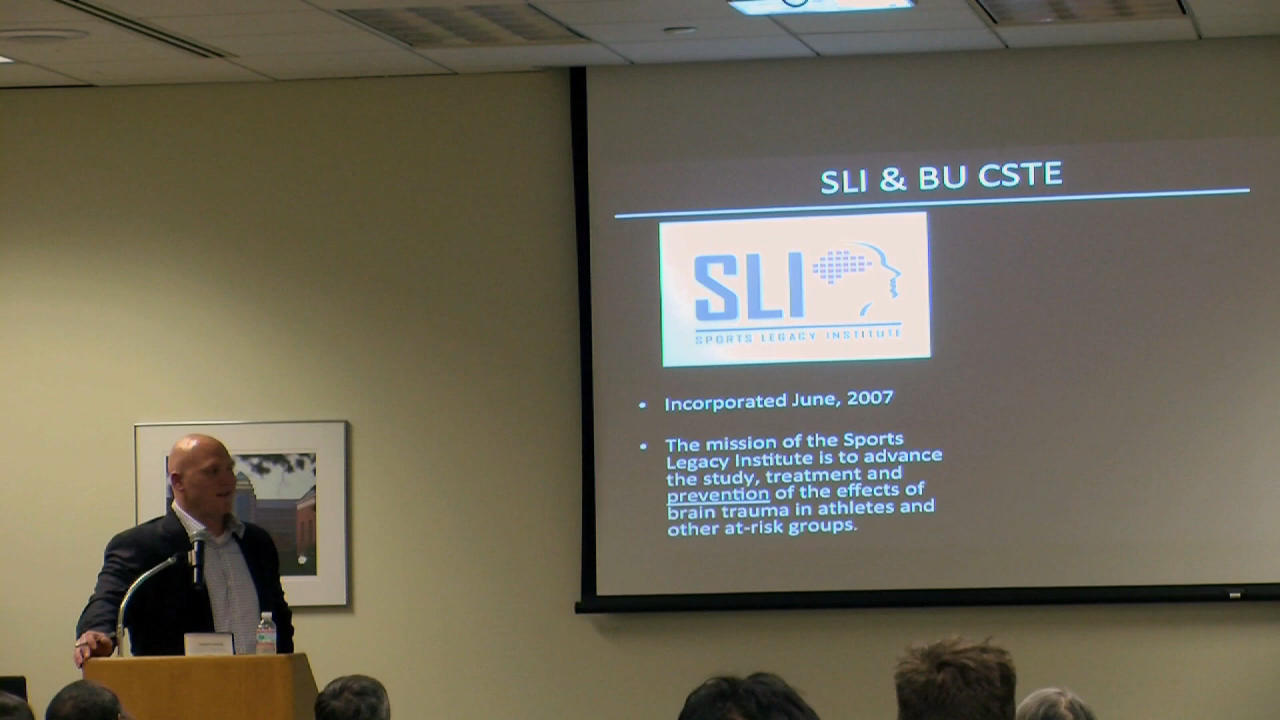 SLI & BU CSTE
SLI
SPORTS LEGACY INSTITUTE
• Incorporated June, 2007
• The mission of the Sports
Legacy Institute is to advance
the study, treatment and
prevention of the effects of
brain trauma in athletes and
other at-risk groups.